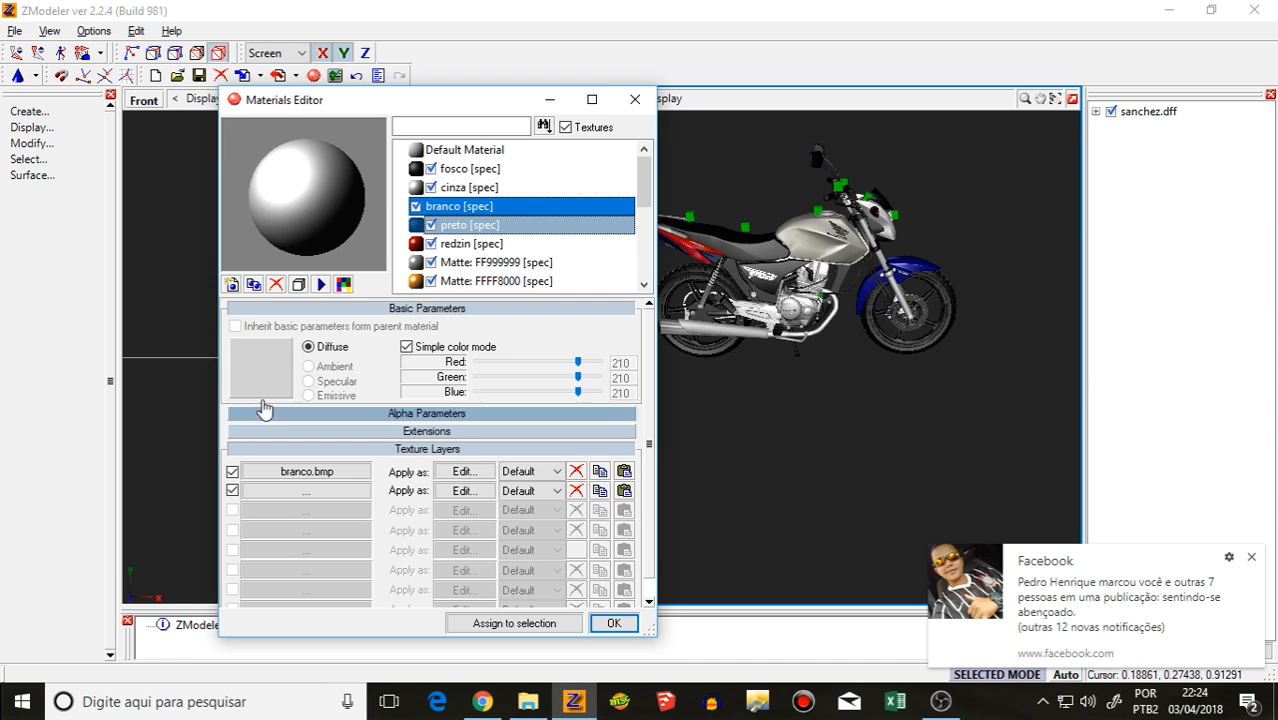 ZModeler ver 2.2.4 (Build 981)
File View Options Edit Help
Screen X Y Z
Create...
Display...
Modify...
Select...
Surface...
Front < Display
Display
Materials Editor
Textures
Default Material
fosco [spec]
cinza [spec]
branco [spec]
preto [spec]
redzin [spec]
Matte: FF999999 [spec]
Matte: FFFF8000 [spec]
Basic Parameters
Inherit basic parameters form parent material
Diffuse
Ambient
Specular
Emissive
Simple color mode
Red: 210
Green: 210
Blue: 210
Alpha Parameters
Extensions
Texture Layers
branco.bmp Apply as: Edit... Default
... Apply as: Edit... Default
... Apply as: Edit... Default
... Apply as: Edit... Default
... Apply as: Edit... Default
... Apply as: Edit... Default
... Apply as: Edit... Default
Assign to selection OK
sanchez.dff
ZModele
Facebook
Pedro Henrique marcou você e outras 7
pessoas em uma publicação: sentindo-se
abençoado.
(outras 12 novas notificações)
www.facebook.com
SELECTED MODE Auto Cursor: 0.18861, 0.27438, 0.91291
Digite aqui para pesquisar
POR
PTB2
22:24
03/04/2018
2